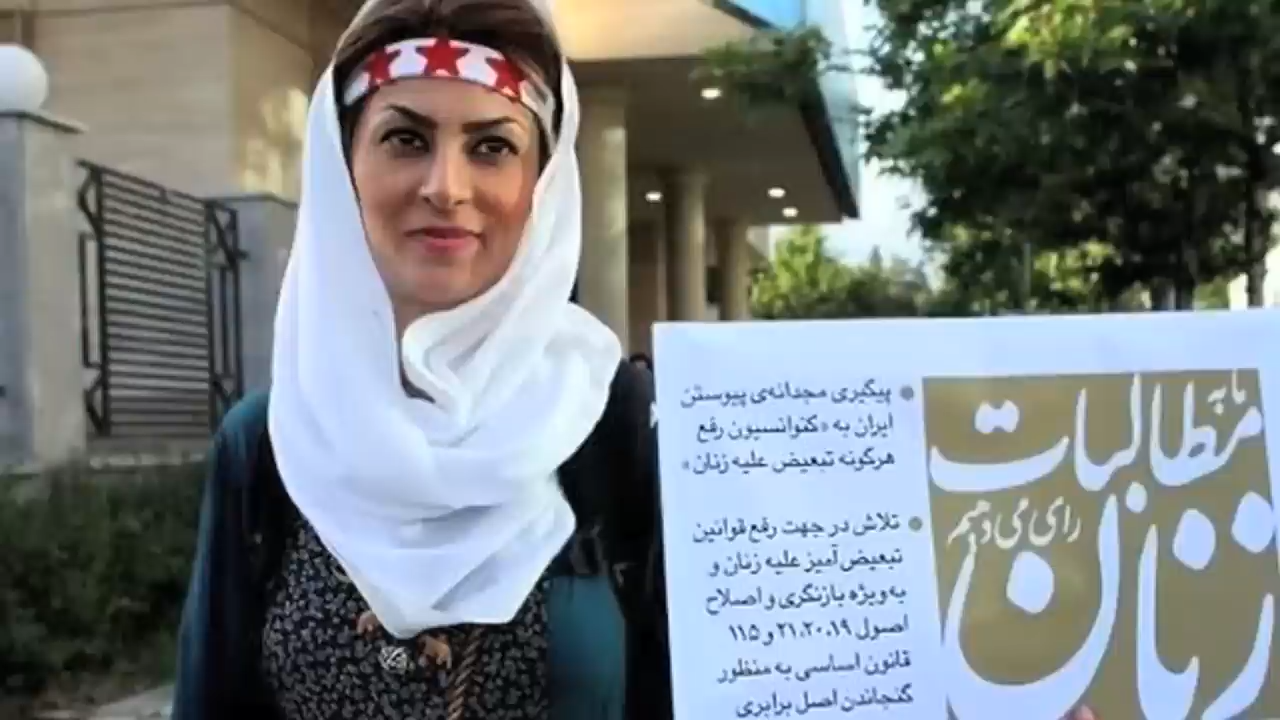 ما به
مطالبات
زنان
رای می دهیم
پیگیری مجدانه‌ی پیوستن
ایران به «کنوانسیون رفع
هرگونه تبعیض علیه زنان»
تلاش در جهت رفع قوانین
تبعیض آمیز علیه زنان و
به‌ویژه بازنگری و اصلاح
اصول ۲۱،۲۰،۱۹ و ۱۱۵
قانون اساسی به منظور
گنجاندن اصل برابری